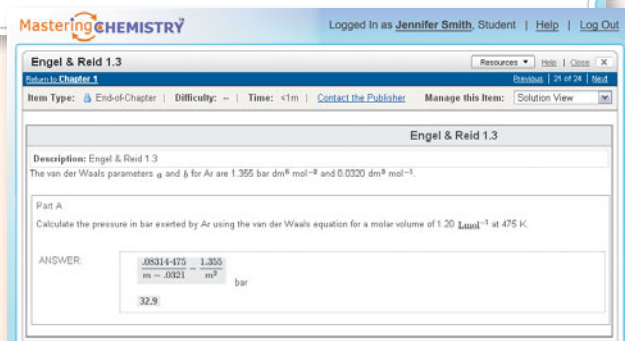 MasteringCHEMISTRY
Logged In as Jennifer Smith, Student | Help | Log Out
Engel & Reid 1.3
Resources ▼ | Help | Close X
Return to Chapter 1
Previous | 21 of 24 | Next
Item Type: End-of-Chapter | Difficulty: -- | Time: <1m | Contact the Publisher Manage this Item: Solution View
Engel & Reid 1.3
Description: Engel & Reid 1.3
The van der Waals parameters a and b for Ar are 1.355 bar dm⁶ mol⁻² and 0.0320 dm³ mol⁻¹.
Part A
Calculate the pressure in bar exerted by Ar using the van der Waals equation for a molar volume of 1.20 Lmol⁻¹ at 475 K.
ANSWER:
.08314·475 / m − .0321 − 1.355 / m² bar
32.9